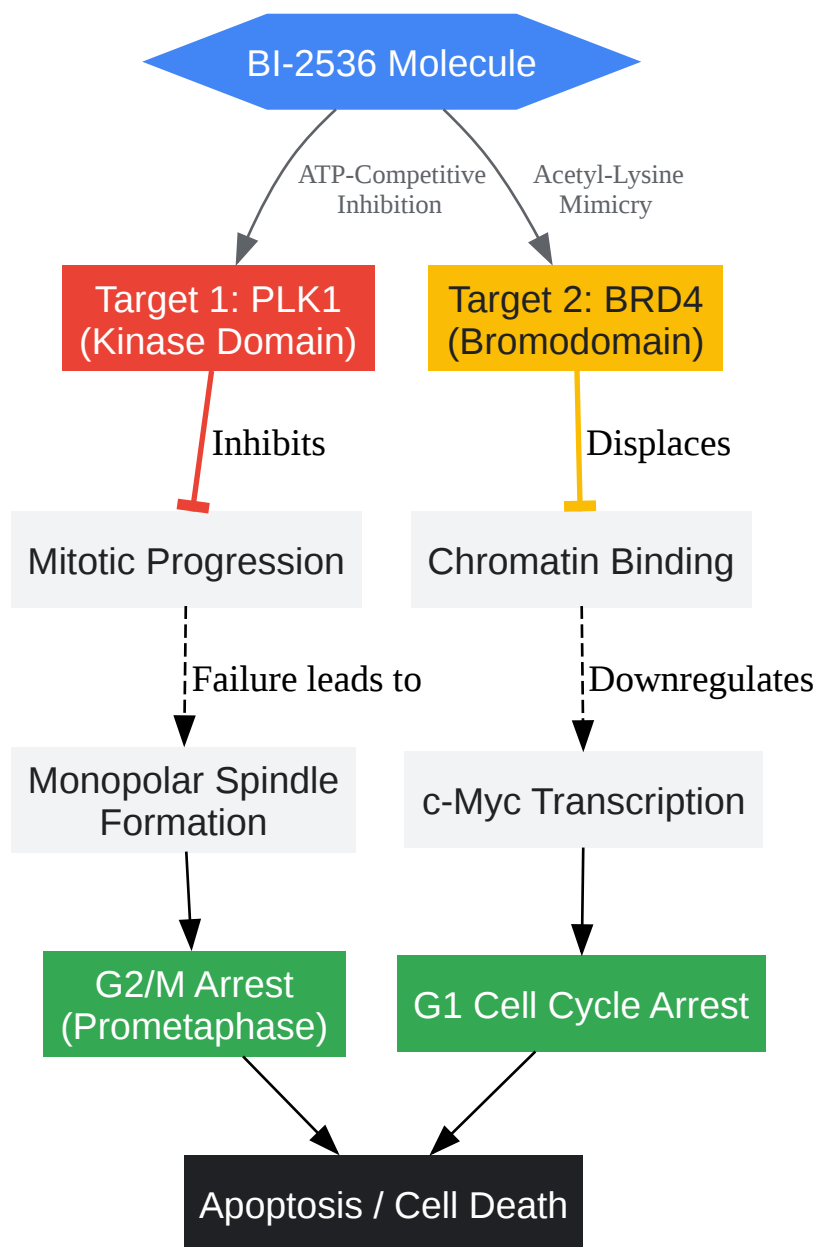 BI-2536 Molecule
ATP-Competitive
Inhibition
Acetyl-Lysine
Mimicry
Target 1: PLK1
(Kinase Domain)
Target 2: BRD4
(Bromodomain)
Inhibits
Displaces
Mitotic Progression
Chromatin Binding
Failure leads to
Downregulates
Monopolar Spindle
Formation
c-Myc Transcription
G2/M Arrest
(Prometaphase)
G1 Cell Cycle Arrest
Apoptosis / Cell Death